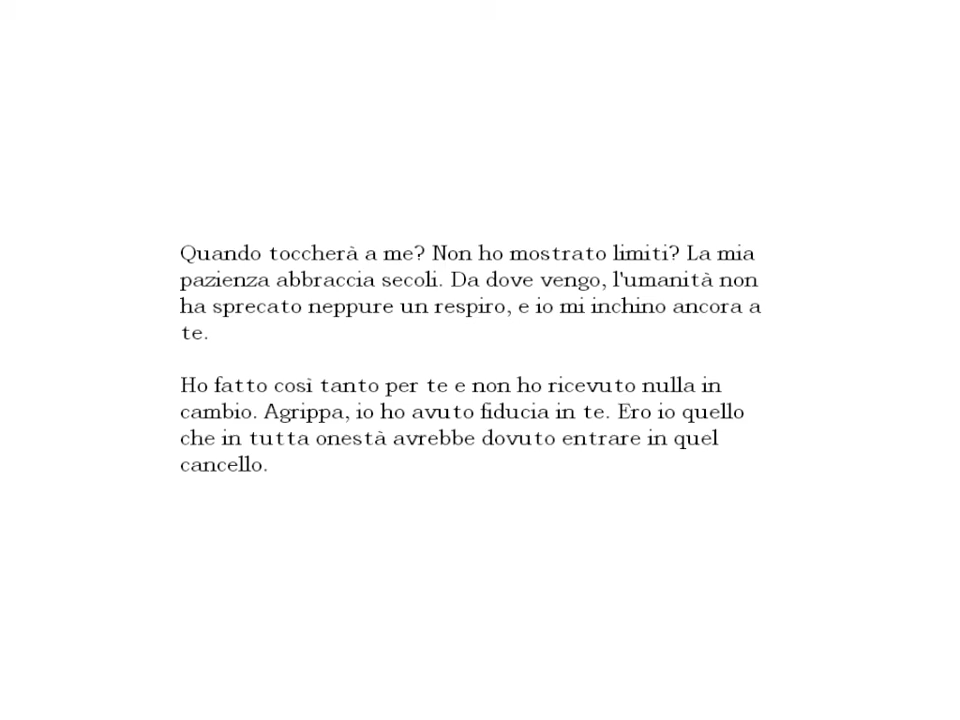 Quando toccherà a me? Non ho mostrato limiti? La mia
pazienza abbraccia secoli. Da dove vengo, l'umanità non
ha sprecato neppure un respiro, e io mi inchino ancora a
te.
Ho fatto così tanto per te e non ho ricevuto nulla in
cambio. Agrippa, io ho avuto fiducia in te. Ero io quello
che in tutta onestà avrebbe dovuto entrare in quel
cancello.